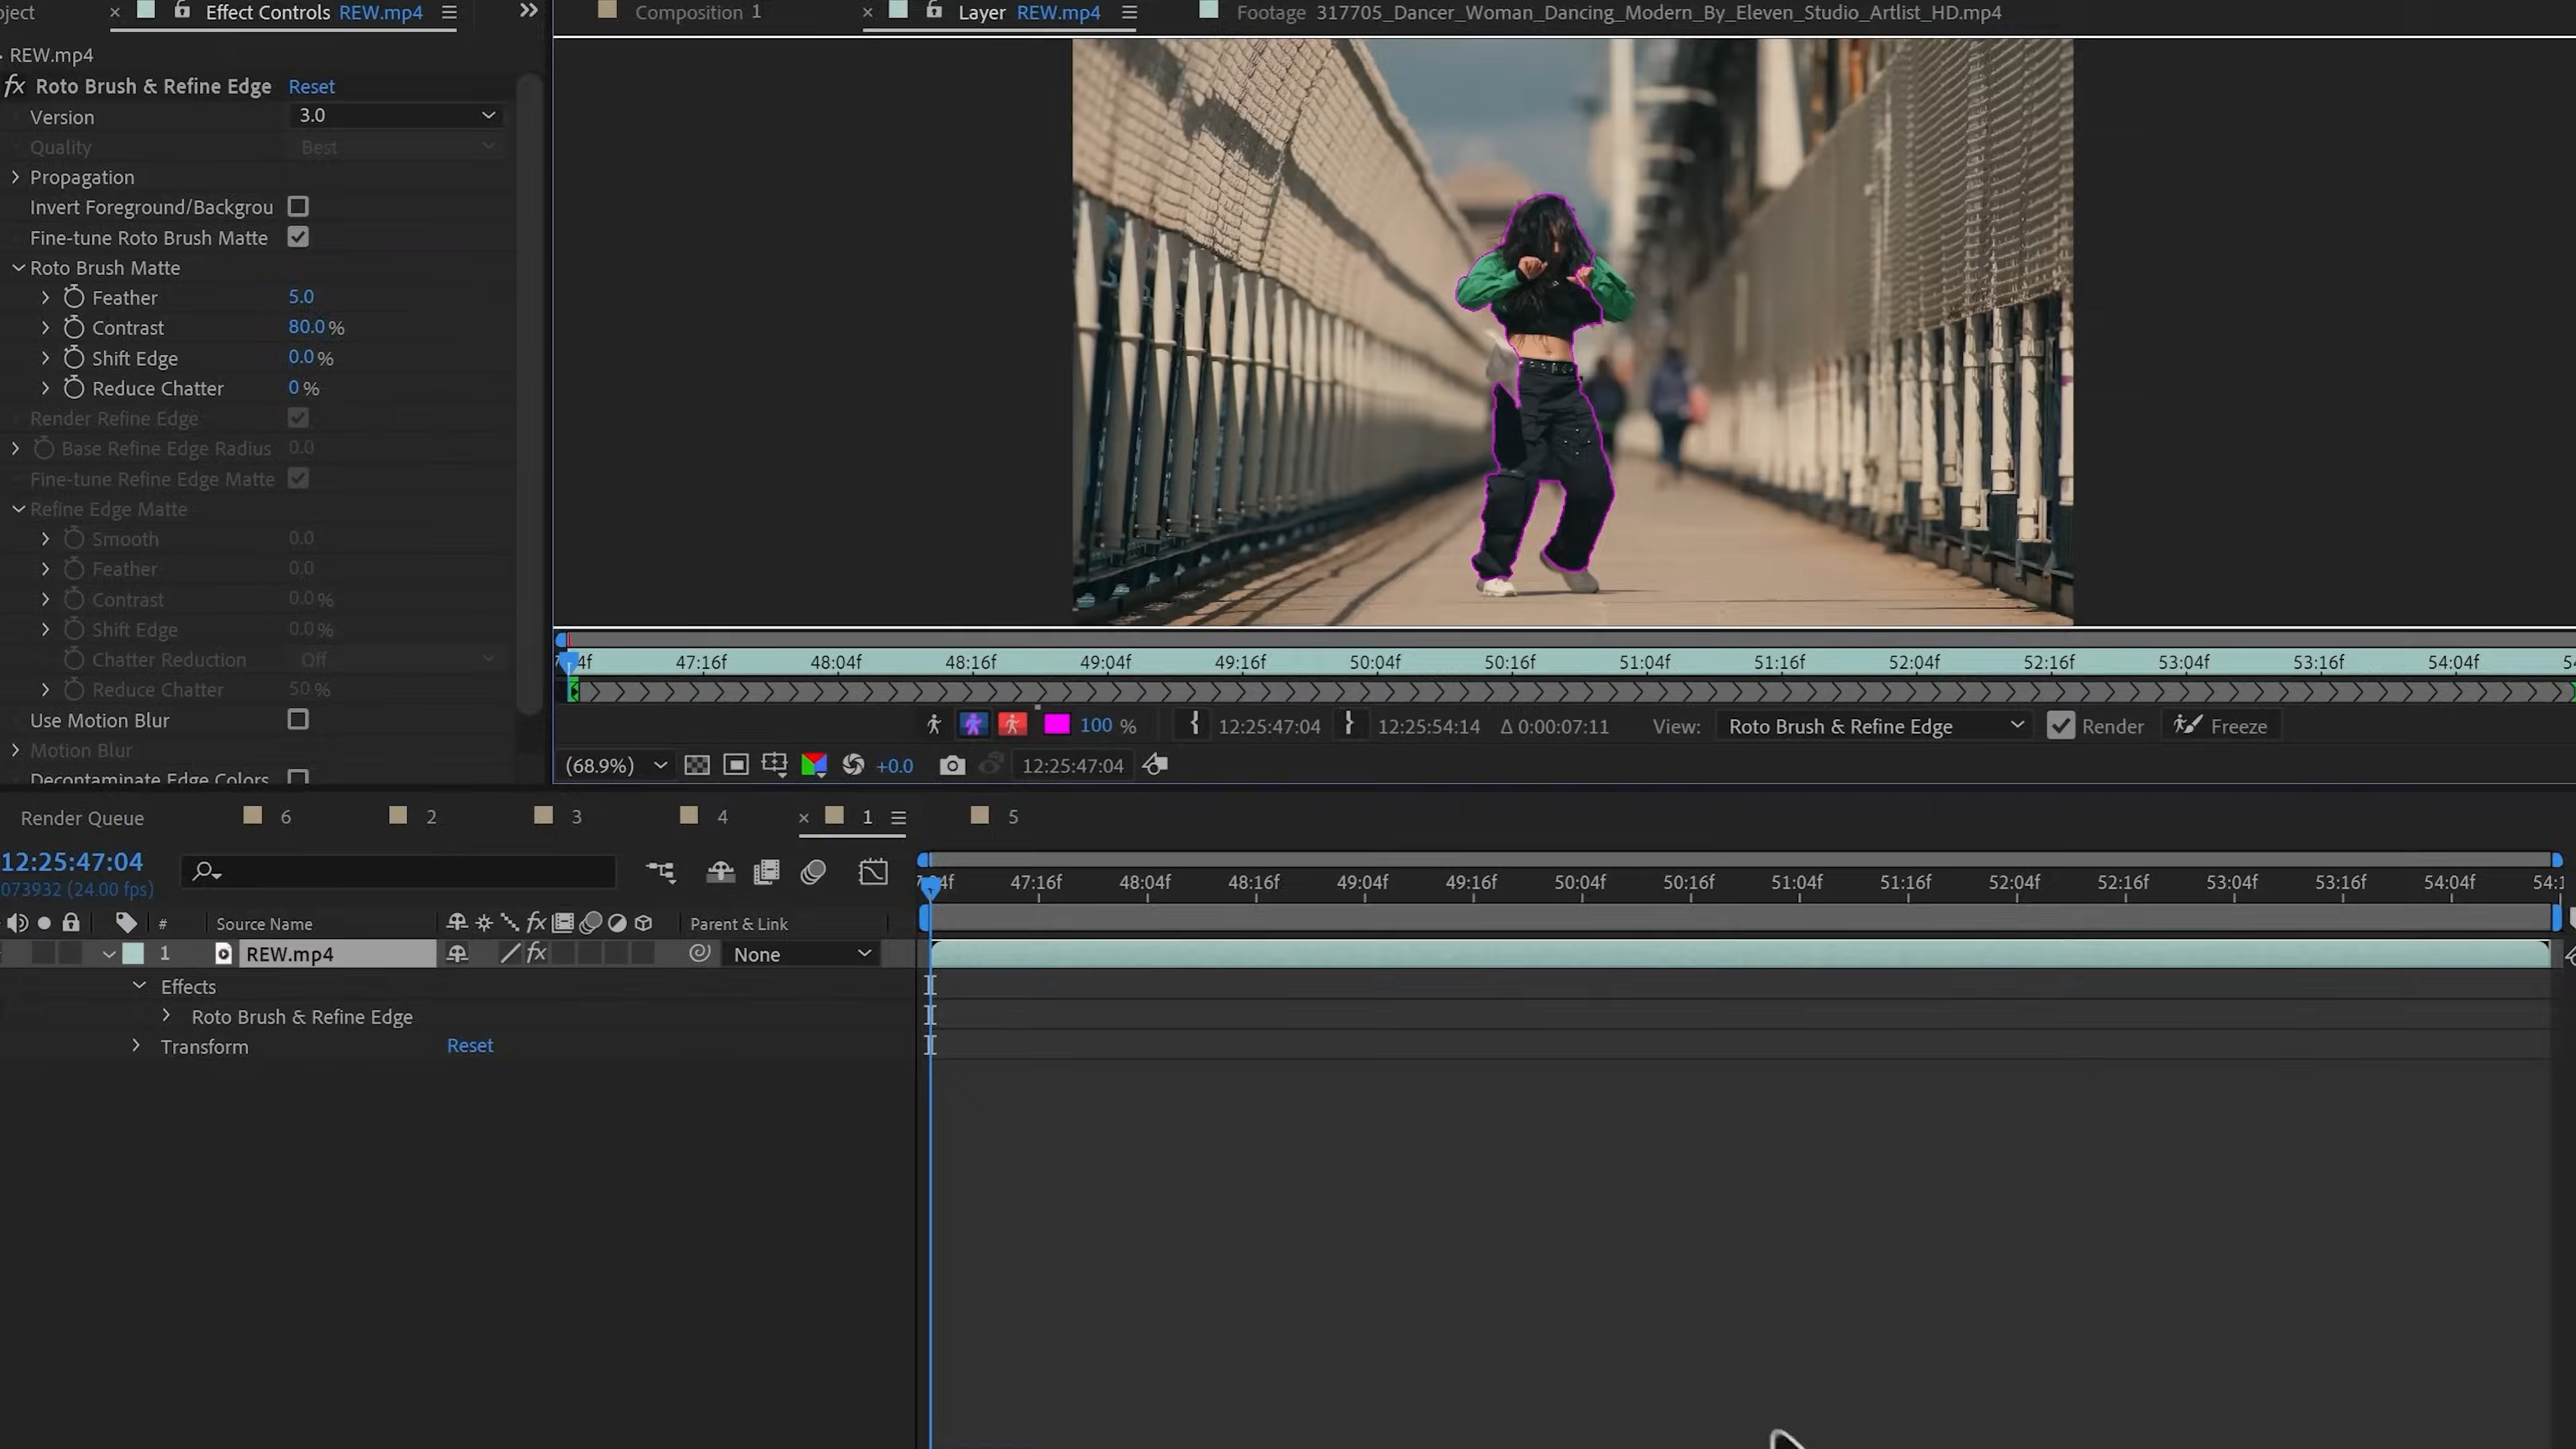 ject × Effect Controls REW.mp4 ☰ »
REW.mp4
fx Roto Brush & Refine Edge Reset
Version 3.0
Quality Best
Propagation
Invert Foreground/Backgrou
Fine-tune Roto Brush Matte
Roto Brush Matte
Feather 5.0
Contrast 80.0 %
Shift Edge 0.0 %
Reduce Chatter 0 %
Render Refine Edge
Base Refine Edge Radius 0.0
Fine-tune Refine Edge Matte
Refine Edge Matte
Smooth 0.0
Feather 0.0
Contrast 0.0 %
Shift Edge 0.0 %
Chatter Reduction Off
Reduce Chatter 50 %
Use Motion Blur
Motion Blur
Decontaminate Edge Colors
Composition 1 × Layer REW.mp4 ☰ Footage 317705_Dancer_Woman_Dancing_Modern_By_Eleven_Studio_Artlist_HD.mp4
4f 47:16f 48:04f 48:16f 49:04f 49:16f 50:04f 50:16f 51:04f 51:16f 52:04f 52:16f 53:04f 53:16f 54:04f 5
100 % { 12:25:47:04 } 12:25:54:14 Δ 0:00:07:11 View: Roto Brush & Refine Edge Render Freeze
(68.9%) +0.0 12:25:47:04
Render Queue 6 2 3 4 × 1 ☰ 5
12:25:47:04
073932 (24.00 fps)
4f 47:16f 48:04f 48:16f 49:04f 49:16f 50:04f 50:16f 51:04f 51:16f 52:04f 52:16f 53:04f 53:16f 54:04f 54:1
# Source Name fx Parent & Link
1 REW.mp4 fx None
Effects
Roto Brush & Refine Edge
Transform Reset